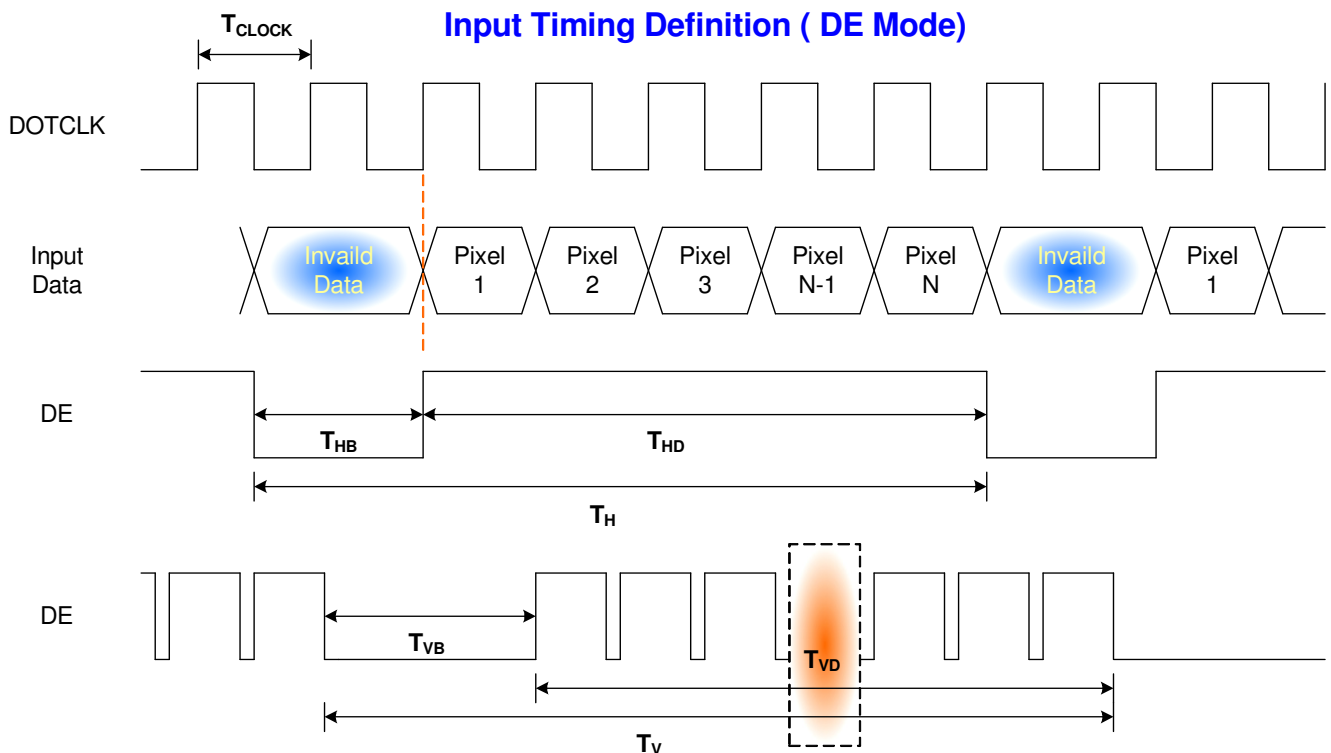 Input Timing Definition ( DE Mode)
TCLOCK
DOTCLK
Input
Data
Invaild
Data
Pixel
1
Pixel
2
Pixel
3
Pixel
N-1
Pixel
N
Invaild
Data
Pixel
1
DE
THB
THD
TH
DE
TVB
TVD
TV